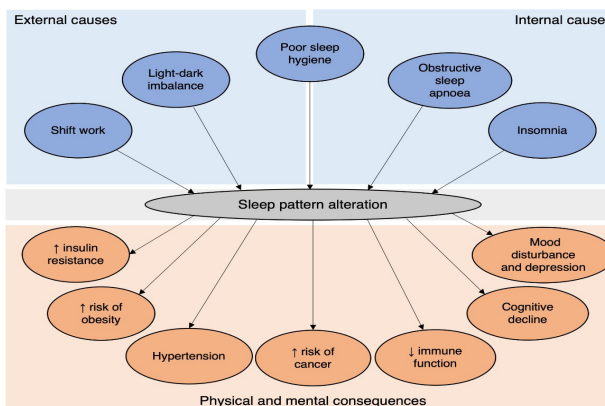 External causes
Internal cause
Poor sleep
hygiene
Light-dark
imbalance
Obstructive
sleep
apnoea
Shift work
Insomnia
Sleep pattern alteration
↑ insulin
resistance
Mood
disturbance
and depression
↑ risk of
obesity
Cognitive
decline
Hypertension
↑ risk of
cancer
↓ immune
function
Physical and mental consequences